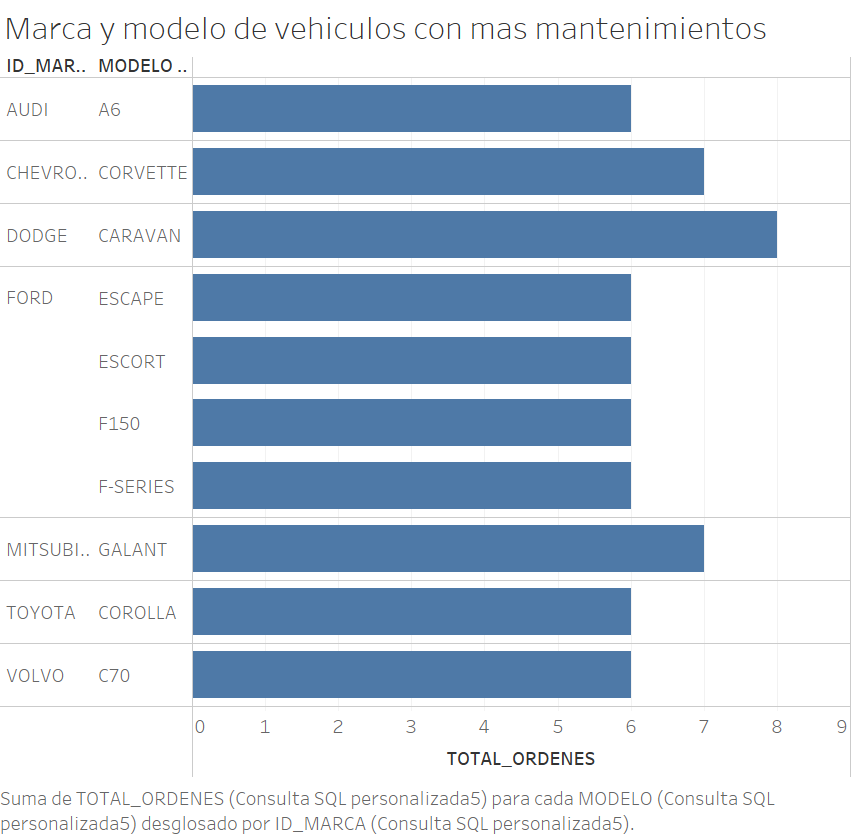 Marca y modelo de vehiculos con mas mantenimientos
ID_MAR.. MODELO ..
AUDI A6
CHEVRO.. CORVETTE
DODGE CARAVAN
FORD ESCAPE
ESCORT
F150
F-SERIES
MITSUBI.. GALANT
TOYOTA COROLLA
VOLVO C70
0 1 2 3 4 5 6 7 8 9
TOTAL_ORDENES
Suma de TOTAL_ORDENES (Consulta SQL personalizada5) para cada MODELO (Consulta SQL
personalizada5) desglosado por ID_MARCA (Consulta SQL personalizada5).